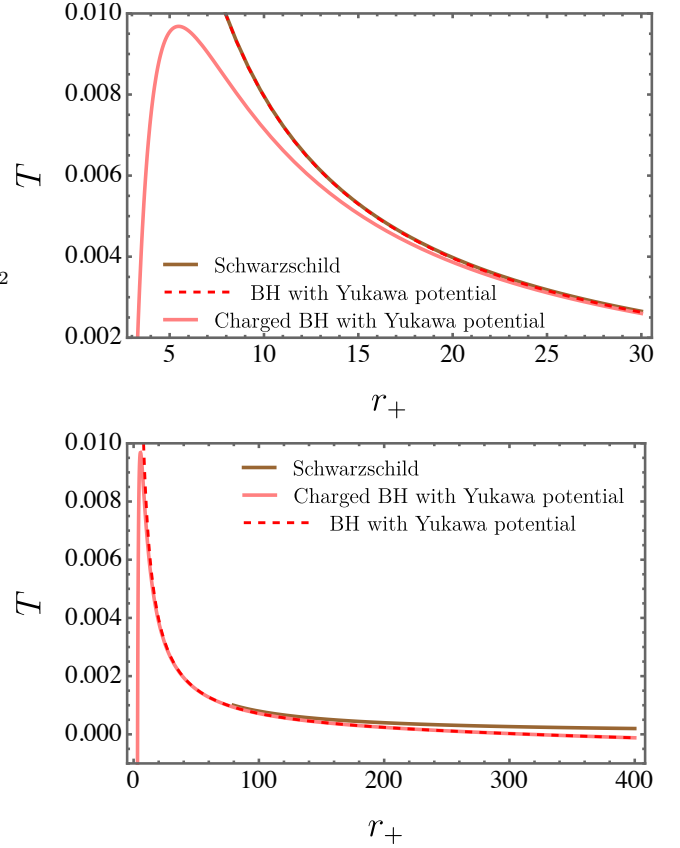 0.010
0.008
0.006
T
0.004
2
Schwarzschild
BH with Yukawa potential
Charged BH with Yukawa potential
0.002
5 10 15 20 25 30
r+
0.010
Schwarzschild
Charged BH with Yukawa potential
BH with Yukawa potential
0.008
0.006
T
0.004
0.002
0.000
0 100 200 300 400
r+